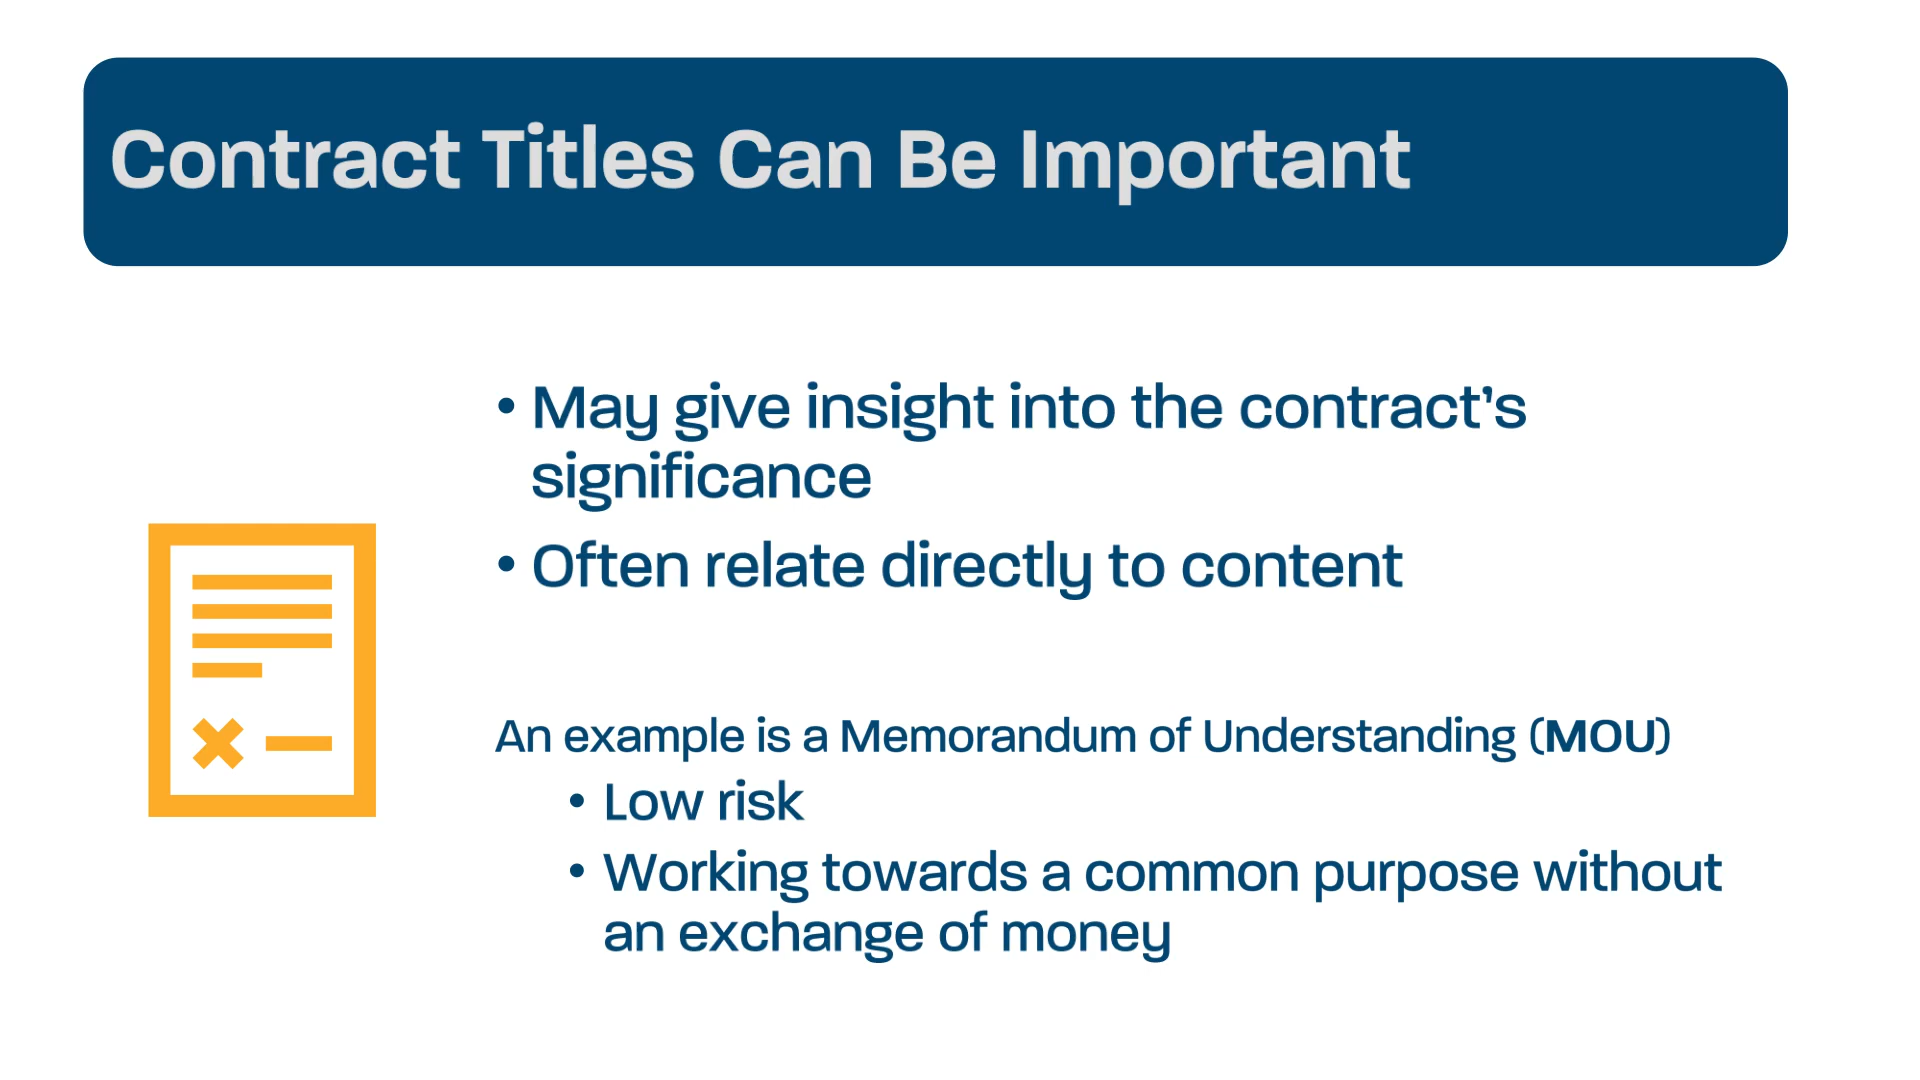 Contract Titles Can Be Important
• May give insight into the contract’s
significance
• Often relate directly to content
An example is a Memorandum of Understanding (MOU)
• Low risk
• Working towards a common purpose without
an exchange of money